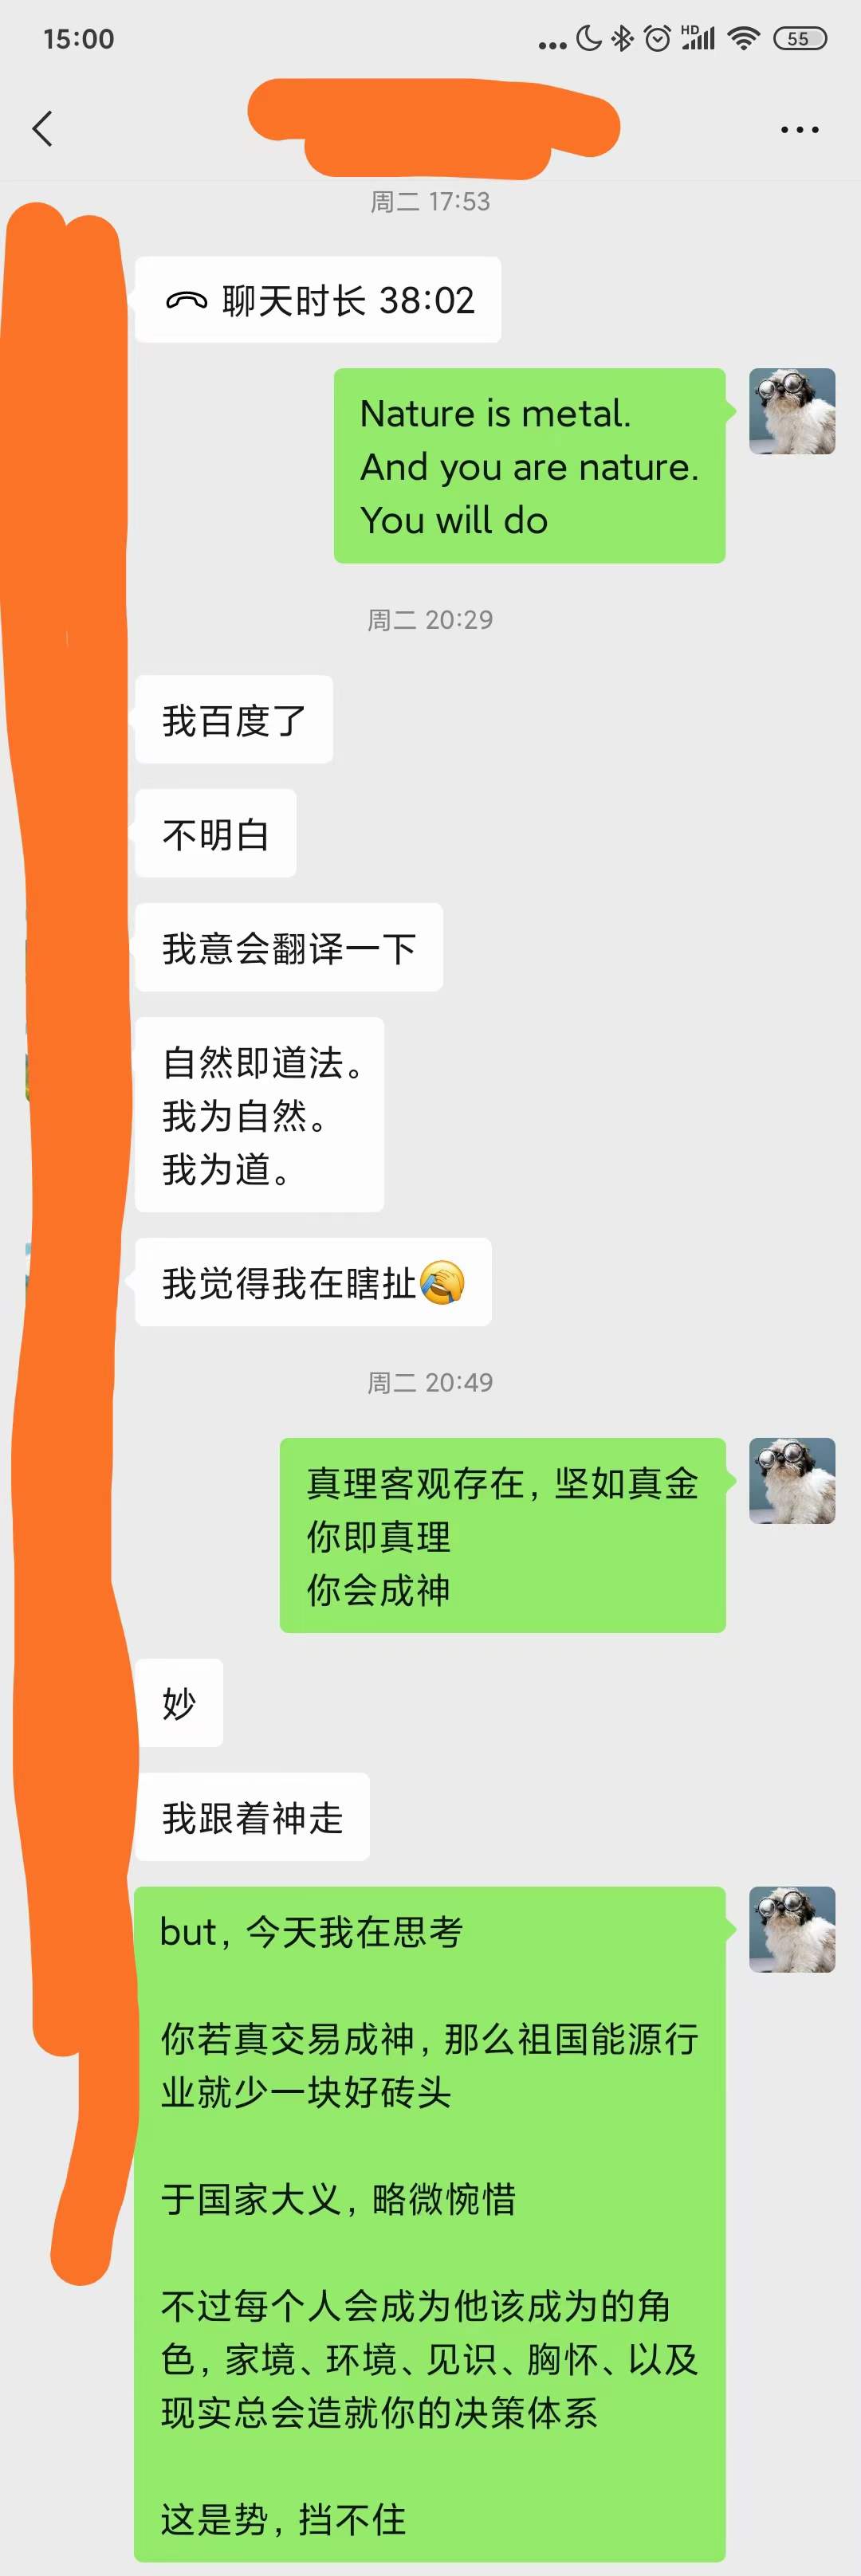 15:00
HD
55
周二 17:53
聊天时长 38:02
Nature is metal.
And you are nature.
You will do
周二 20:29
我百度了
不明白
我意会翻译一下
自然即道法。
我为自然。
我为道。
我觉得我在瞎扯🤦
周二 20:49
真理客观存在，坚如真金
你即真理
你会成神
妙
我跟着神走
but，今天我在思考
你若真交易成神，那么祖国能源行
业就少一块好砖头
于国家大义，略微惋惜
不过每个人会成为他该成为的角
色，家境、环境、见识、胸怀、以及
现实总会造就你的决策体系
这是势，挡不住